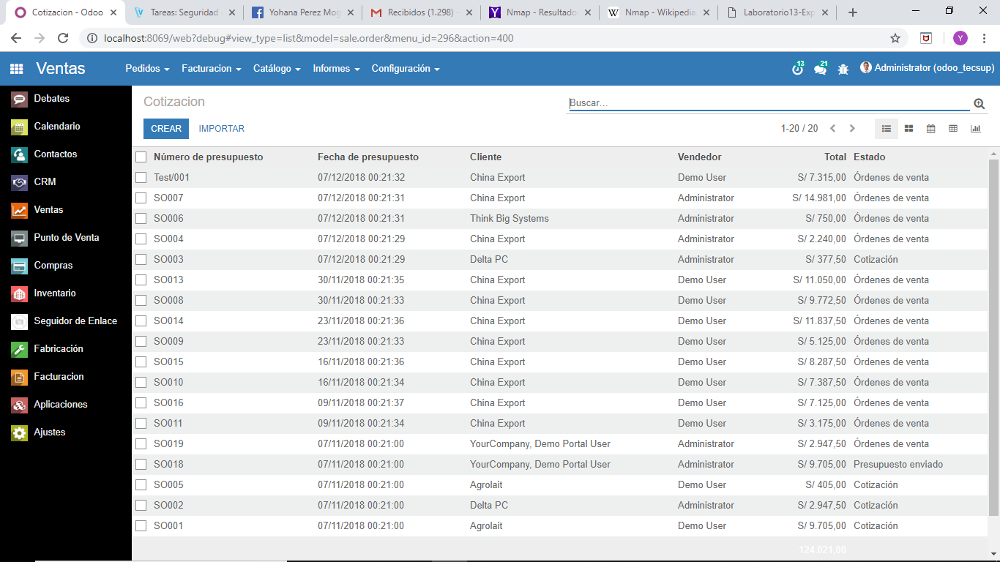 Cotizacion - Odoo
Tareas: Seguridad
Yohana Perez Mog
Recibidos (1.298) -
Nmap - Resultado
Nmap - Wikipedia
Laboratorio13-Exp
localhost:8069/web?debug#view_type=list&model=sale.order&menu_id=296&action=400
Y
Ventas
Pedidos Facturacion Catálogo Informes Configuración
13 21 Administrator (odoo_tecsup)
Debates
Calendario
Contactos
CRM
Ventas
Punto de Venta
Compras
Inventario
Seguidor de Enlace
Fabricación
Facturacion
Aplicaciones
Ajustes
Cotizacion
Buscar...
CREAR IMPORTAR
1-20 / 20
Número de presupuesto Fecha de presupuesto Cliente Vendedor Total Estado
Test/001 07/12/2018 00:21:32 China Export Demo User S/ 7.315,00 Órdenes de venta
SO007 07/12/2018 00:21:31 China Export Administrator S/ 14.981,00 Órdenes de venta
SO006 07/12/2018 00:21:31 Think Big Systems Administrator S/ 750,00 Órdenes de venta
SO004 07/12/2018 00:21:29 China Export Administrator S/ 2.240,00 Órdenes de venta
SO003 07/12/2018 00:21:29 Delta PC Administrator S/ 377,50 Cotización
SO013 30/11/2018 00:21:35 China Export Demo User S/ 11.050,00 Órdenes de venta
SO008 30/11/2018 00:21:33 China Export Demo User S/ 9.772,50 Órdenes de venta
SO014 23/11/2018 00:21:36 China Export Demo User S/ 11.837,50 Órdenes de venta
SO009 23/11/2018 00:21:33 China Export Demo User S/ 5.125,00 Órdenes de venta
SO015 16/11/2018 00:21:36 China Export Demo User S/ 8.287,50 Órdenes de venta
SO010 16/11/2018 00:21:34 China Export Demo User S/ 7.387,50 Órdenes de venta
SO016 09/11/2018 00:21:37 China Export Demo User S/ 7.125,00 Órdenes de venta
SO011 09/11/2018 00:21:34 China Export Demo User S/ 3.175,00 Órdenes de venta
SO019 07/11/2018 00:21:00 YourCompany, Demo Portal User Administrator S/ 2.947,50 Órdenes de venta
SO018 07/11/2018 00:21:00 YourCompany, Demo Portal User Administrator S/ 9.705,00 Presupuesto enviado
SO005 07/11/2018 00:21:00 Agrolait Demo User S/ 405,00 Cotización
SO002 07/11/2018 00:21:00 Delta PC Administrator S/ 2.947,50 Cotización
SO001 07/11/2018 00:21:00 Agrolait Demo User S/ 9.705,00 Cotización
124.021,00